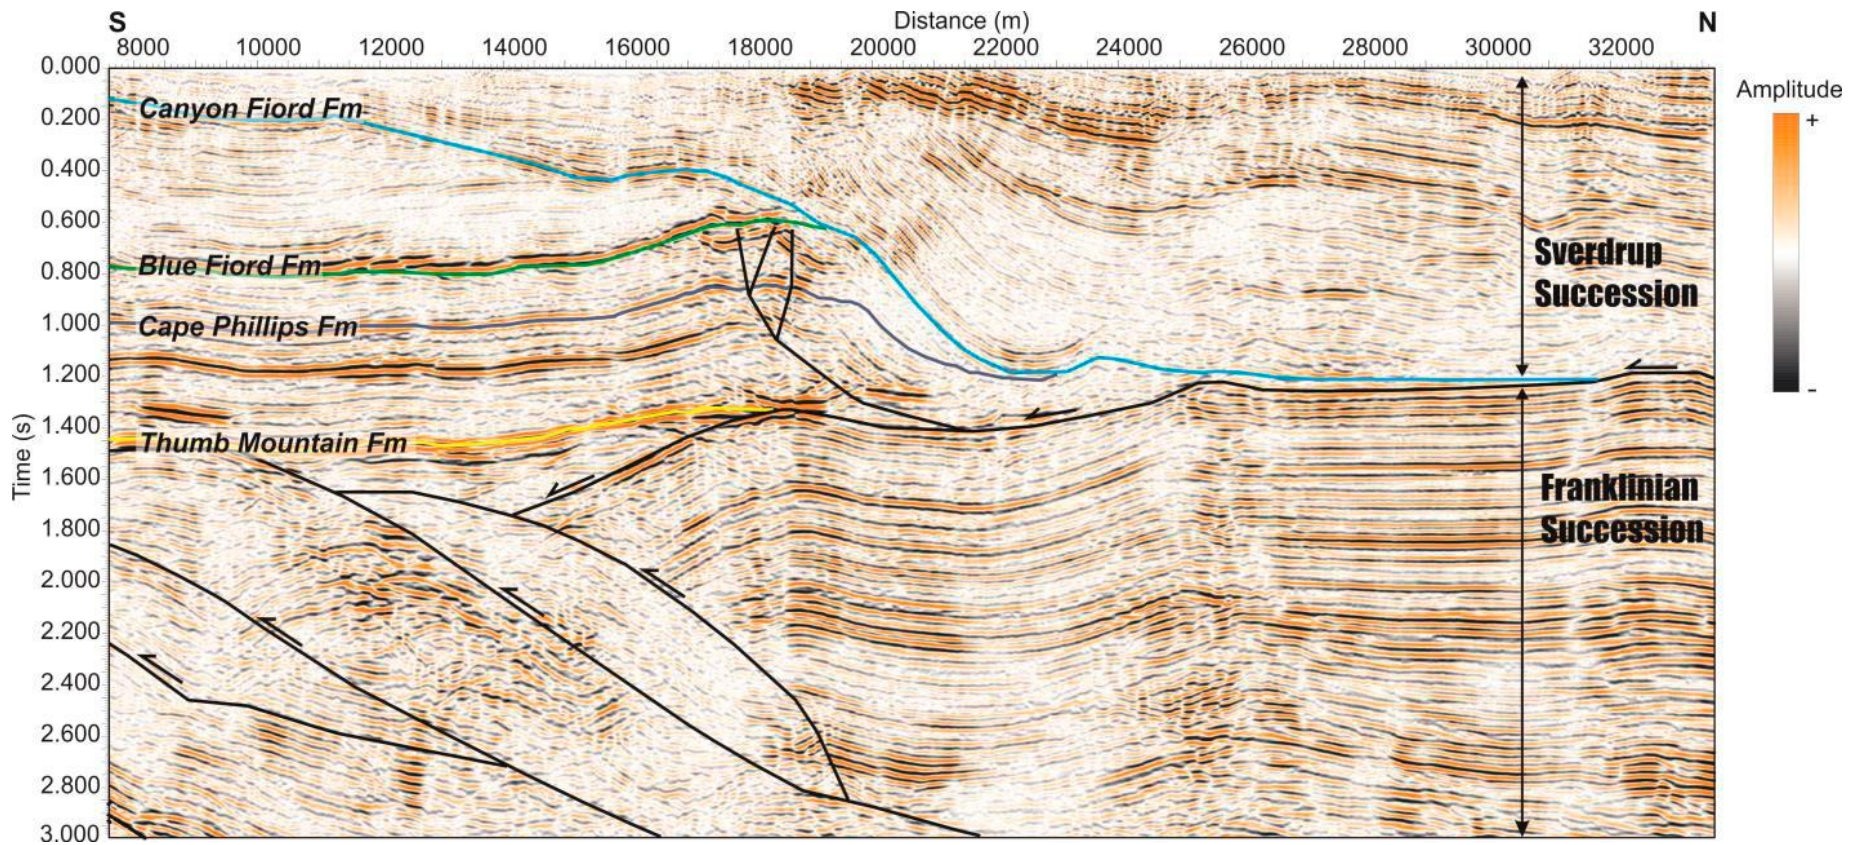 S
Distance (m)
N
8000 10000 12000 14000 16000 18000 20000 22000 24000 26000 28000 30000 32000
Amplitude
+
-
Time (s)
0.000
0.200
0.400
0.600
0.800
1.000
1.200
1.400
1.600
1.800
2.000
2.200
2.400
2.600
2.800
3.000
Canyon Fiord Fm
Blue Fiord Fm
Cape Phillips Fm
Thumb Mountain Fm
Sverdrup
Succession
Franklinian
Succession